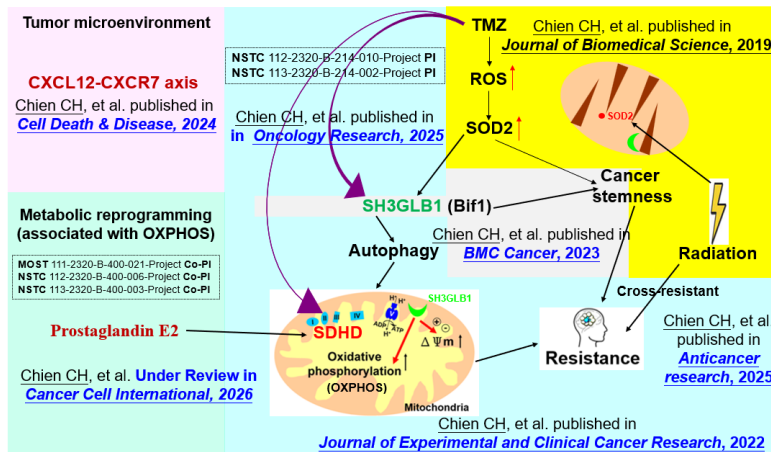 Tumor microenvironment
CXCL12-CXCR7 axis
Chien CH, et al. published in
Cell Death & Disease, 2024
NSTC 112-2320-B-214-010-Project PI
NSTC 113-2320-B-214-002-Project PI
Chien CH, et al. published in
in Oncology Research, 2025
TMZ
ROS
SOD2
Chien CH, et al. published in
Journal of Biomedical Science, 2019
SOD2
Cancer
stemness
Radiation
SH3GLB1 (Bif1)
Chien CH, et al. published in
BMC Cancer, 2023
Autophagy
Metabolic reprogramming
(associated with OXPHOS)
MOST 111-2320-B-400-021-Project Co-PI
NSTC 112-2320-B-400-006-Project Co-PI
NSTC 113-2320-B-400-003-Project Co-PI
Prostaglandin E2
Chien CH, et al. Under Review in
Cancer Cell International, 2026
SH3GLB1
H⁺ H⁺
I II III IV V
SDHD
ADP ATP
H⁺
Δ Ψm
Oxidative
phosphorylation
(OXPHOS)
Mitochondria
Cross-resistant
Resistance
Chien CH, et al
published in
Anticancer
research, 2025
Chien CH, et al. published in
Journal of Experimental and Clinical Cancer Research, 2022